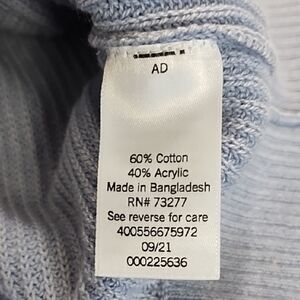 AD
60% Cotton
40% Acrylic
Made in Bangladesh
RN# 73277
See reverse for care
400556675972
09/21
000225636